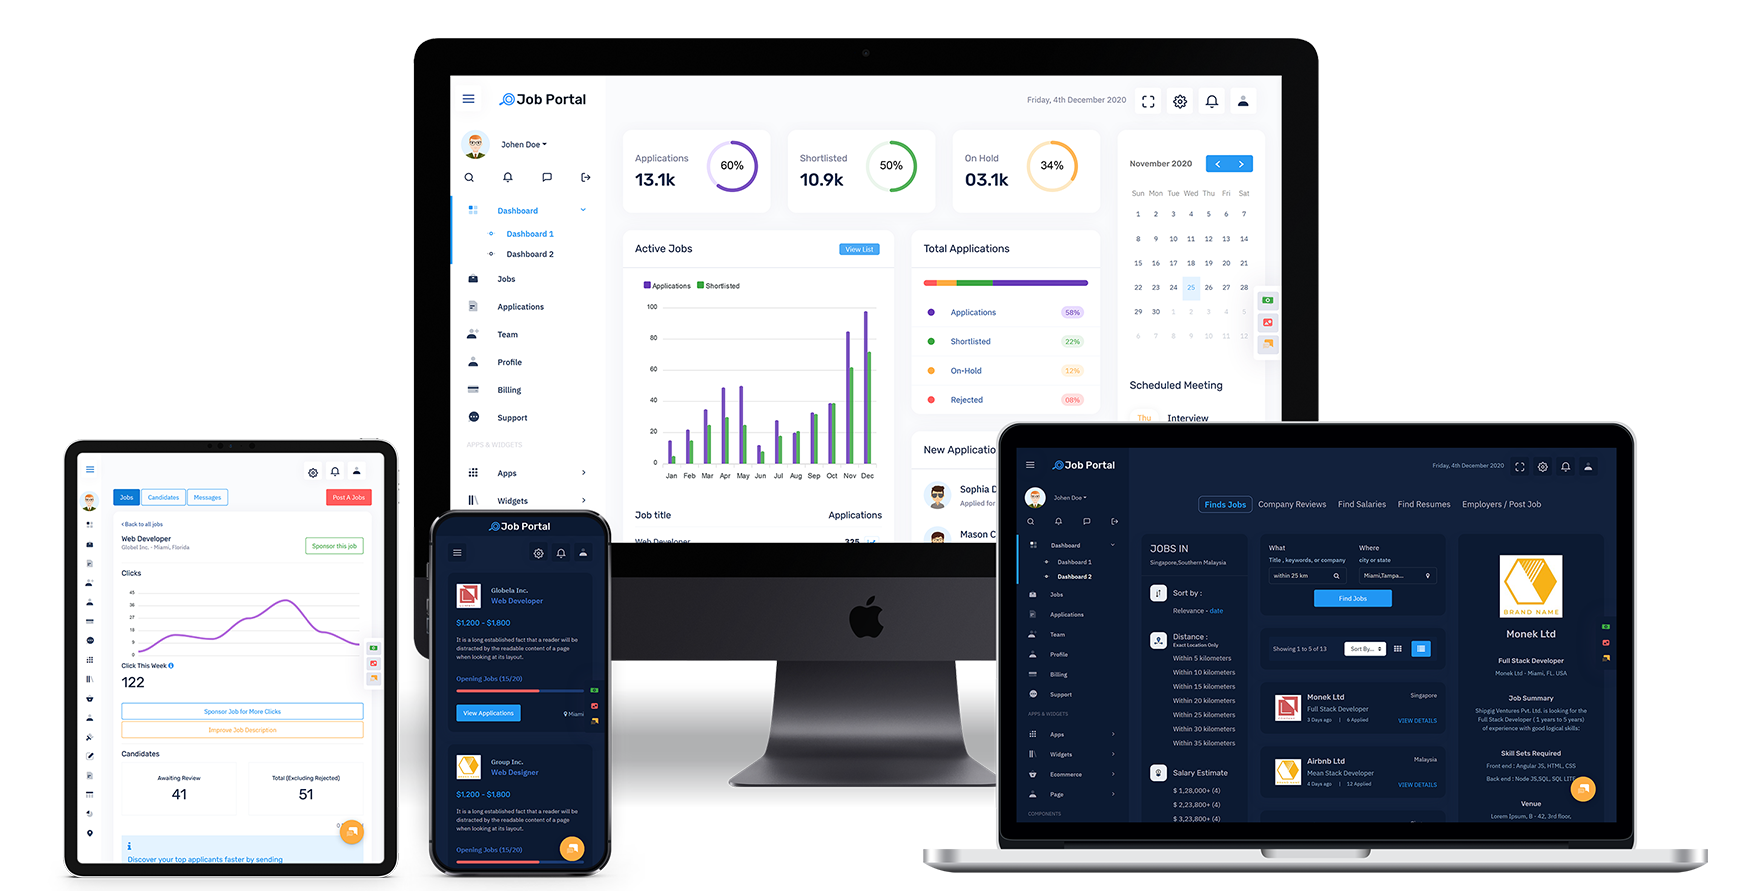 Job Portal
Friday, 4th December 2020
Johen Doe
Dashboard
Dashboard 1
Dashboard 2
Jobs
Applications
Team
Profile
Billing
Support
APPS & WIDGETS
Apps
Widgets
Applications
13.1k
60%
Shortlisted
10.9k
50%
On Hold
03.1k
34%
Active Jobs
View List
Applications Shortlisted
100
80
60
40
20
0
Jan Feb Mar Apr May Jun Jul Aug Sep Oct Nov Dec
Job title Applications
Web Developer 325
Total Applications
Applications 58%
Shortlisted 22%
On-Hold 12%
Rejected 08%
New Applicatio
Sophia D
Applied for
Mason C
November 2020
Sun Mon Tue Wed Thu Fri Sat
1 2 3 4 5 6 7
8 9 10 11 12 13 14
15 16 17 18 19 20 21
22 23 24 25 26 27 28
29 30 1 2 3 4 5
6 7 8 9 10 11 12
Scheduled Meeting
Thu Interview
Jobs Candidates Messages Post A Jobs
Back to all jobs
Web Developer
Globel Inc. - Miami, Florida
Sponsor this job
Clicks
45
36
27
18
9
0
Click This Week
122
Sponsor Job for More Clicks
Improve Job Description
Candidates
Awaiting Review
41
Total (Excluding Rejected)
51
Discover your top applicants faster by sending
Job Portal
Globela Inc.
Web Developer
$1,200 - $1,800
It is a long established fact that a reader will be
distracted by the readable content of a page
when looking at its layout.
Opening Jobs (15/20)
View Applications
Miami
Group Inc.
Web Designer
$1,200 - $1,800
It is a long established fact that a reader will be
distracted by the readable content of a page
when looking at its layout.
Opening Jobs (15/20)
Job Portal
Friday, 4th December 2020
Johen Doe
Dashboard
Dashboard 1
Dashboard 2
Jobs
Applications
Team
Profile
Billing
Support
APPS & WIDGETS
Apps
Widgets
Ecommerce
Page
COMPONENTS
Finds Jobs Company Reviews Find Salaries Find Resumes Employers / Post Job
JOBS IN
Singapore,Southern Malaysia
Sort by :
Relevance - date
Distance :
Exact Location Only
Within 5 kilometers
Within 10 kilometers
Within 15 kilometers
Within 20 kilometers
Within 25 kilometers
Within 30 kilometers
Within 35 kilometers
Salary Estimate
$ 1,28,000+ (4)
$ 2,23,800+ (4)
$ 3,23,800+ (4)
What
Title , keywords, or company
within 25 km
Where
city or state
Miami,Tampa...
Find Jobs
Showing 1 to 5 of 13
Sort By...
Monek Ltd
Singapore
Full Stack Developer
3 Days ago | 6 Applied
VIEW DETAILS
Airbnb Ltd
Malaysia
Mean Stack Developer
4 Days ago | 12 Applied
VIEW DETAILS
BRAND NAME
Monek Ltd
Full Stack Developer
Monek Ltd - Miami, FL, USA
Job Summary
Shipgig Ventures Pvt. Ltd. is looking for the
Full Stack Developer ( 1 years to 5 years)
of experience with good logical skills:
Skill Sets Required
Front end : Angular JS, HTML, CSS
Back end : Node JS,SQL, SQL LITE
Venue
Lorem Ipsum, B - 42, 3rd floor,